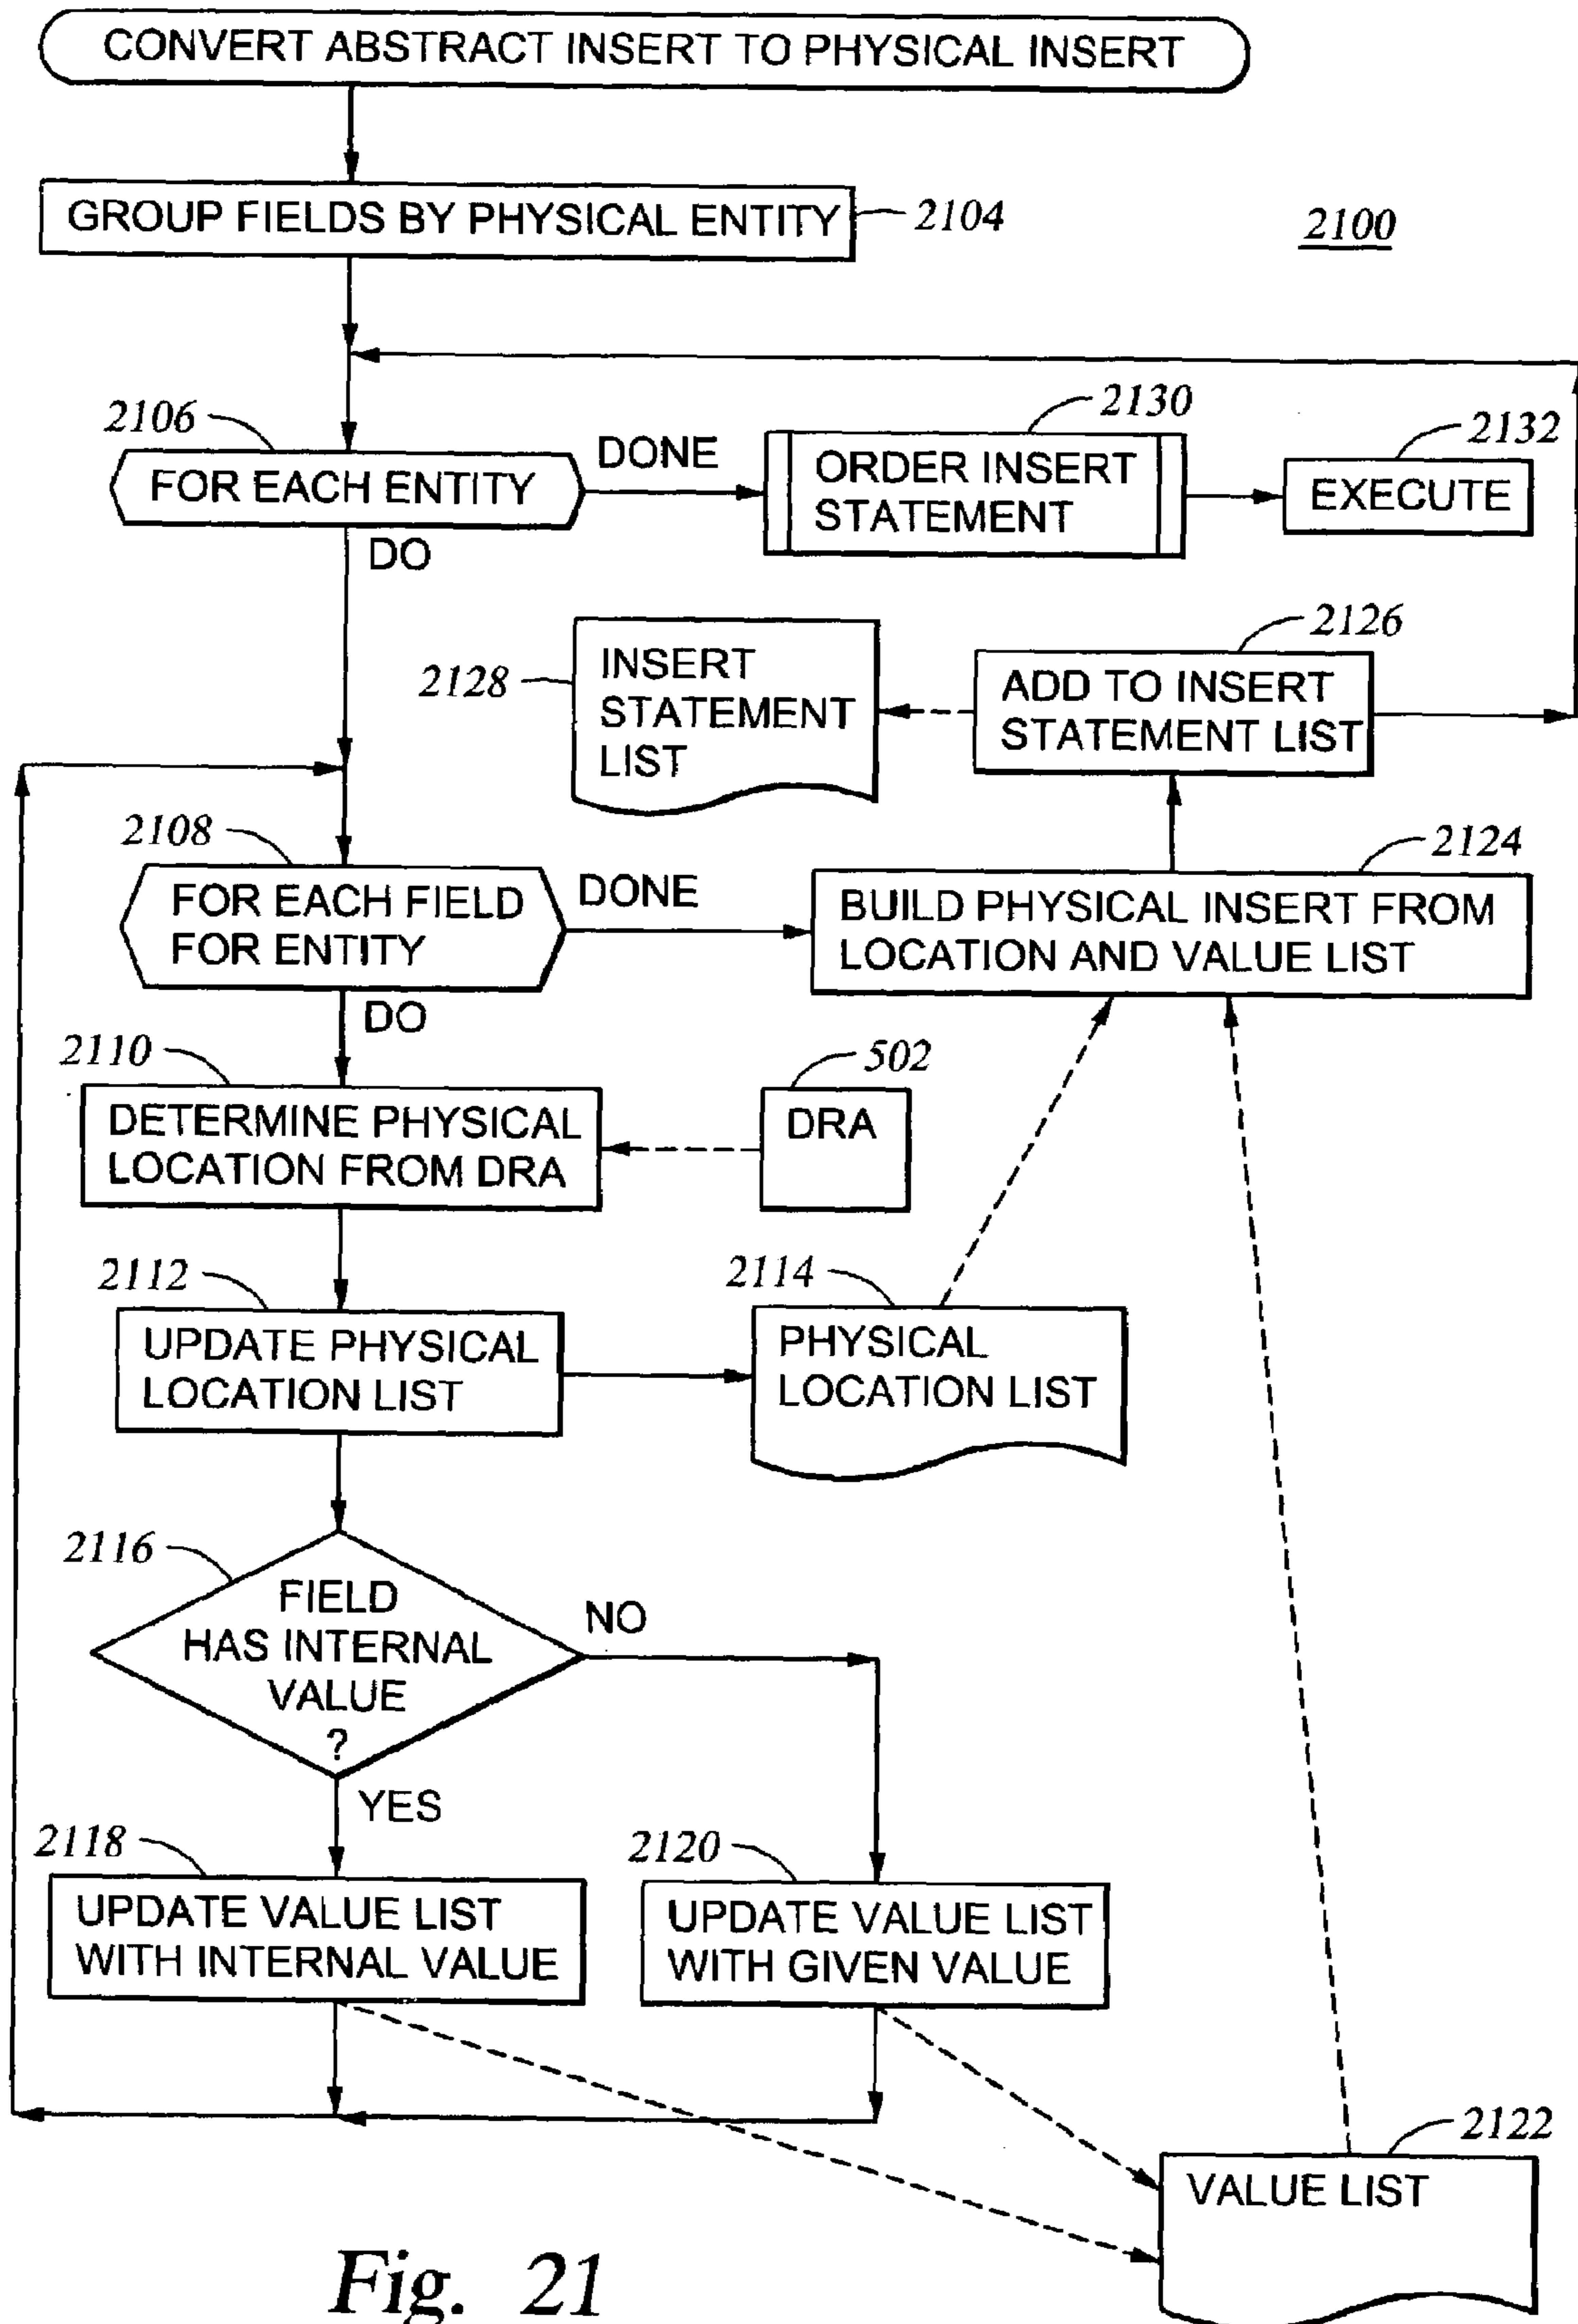 CONVERT ABSTRACT INSERT TO PHYSICAL INSERT
GROUP FIELDS BY PHYSICAL ENTITY
2104
2100
2106
FOR EACH ENTITY
DONE
DO
2130
ORDER INSERT
STATEMENT
2132
EXECUTE
2128
INSERT
STATEMENT
LIST
2126
ADD TO INSERT
STATEMENT LIST
2108
FOR EACH FIELD
FOR ENTITY
DONE
DO
2124
BUILD PHYSICAL INSERT FROM
LOCATION AND VALUE LIST
2110
DETERMINE PHYSICAL
LOCATION FROM DRA
502
DRA
2112
UPDATE PHYSICAL
LOCATION LIST
2114
PHYSICAL
LOCATION LIST
2116
FIELD
HAS INTERNAL
VALUE
?
NO
YES
2118
UPDATE VALUE LIST
WITH INTERNAL VALUE
2120
UPDATE VALUE LIST
WITH GIVEN VALUE
2122
VALUE LIST
Fig. 21